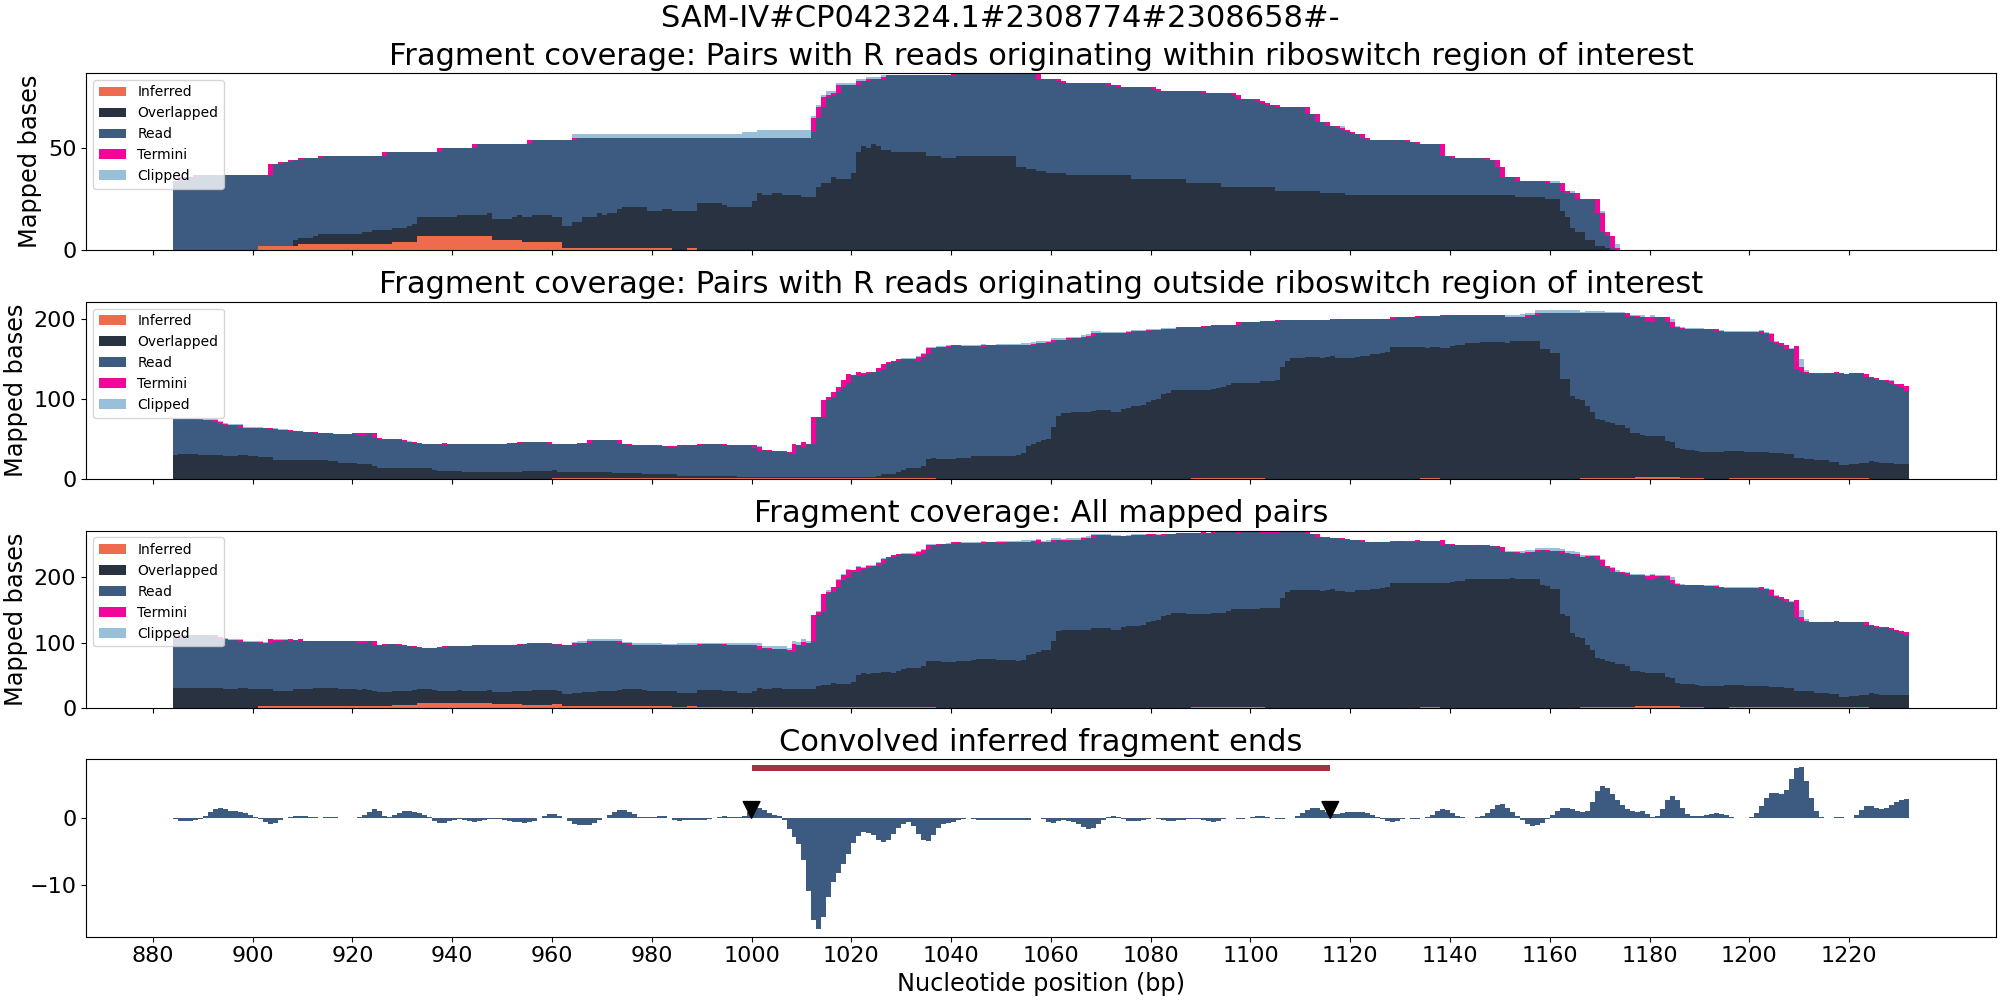 SAM-IV#CP042324.1#2308774#2308658#-
Fragment coverage: Pairs with R reads originating within riboswitch region of interest
Mapped bases
50
0
Inferred
Overlapped
Read
Termini
Clipped
Fragment coverage: Pairs with R reads originating outside riboswitch region of interest
Mapped bases
200
100
0
Inferred
Overlapped
Read
Termini
Clipped
Fragment coverage: All mapped pairs
Mapped bases
200
100
0
Inferred
Overlapped
Read
Termini
Clipped
Convolved inferred fragment ends
0
−10
880 900 920 940 960 980 1000 1020 1040 1060 1080 1100 1120 1140 1160 1180 1200 1220
Nucleotide position (bp)